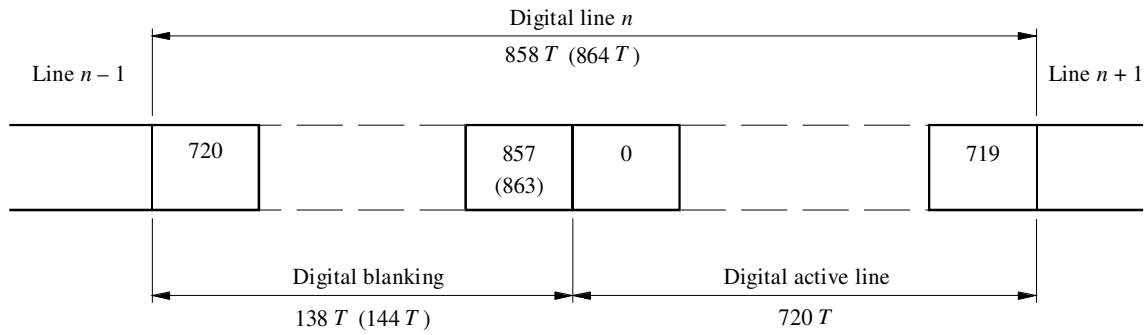 Digital line n
858 T (864 T)
Line n – 1
Line n + 1
720
857
(863)
0
719
Digital blanking
138 T (144 T)
Digital active line
720 T